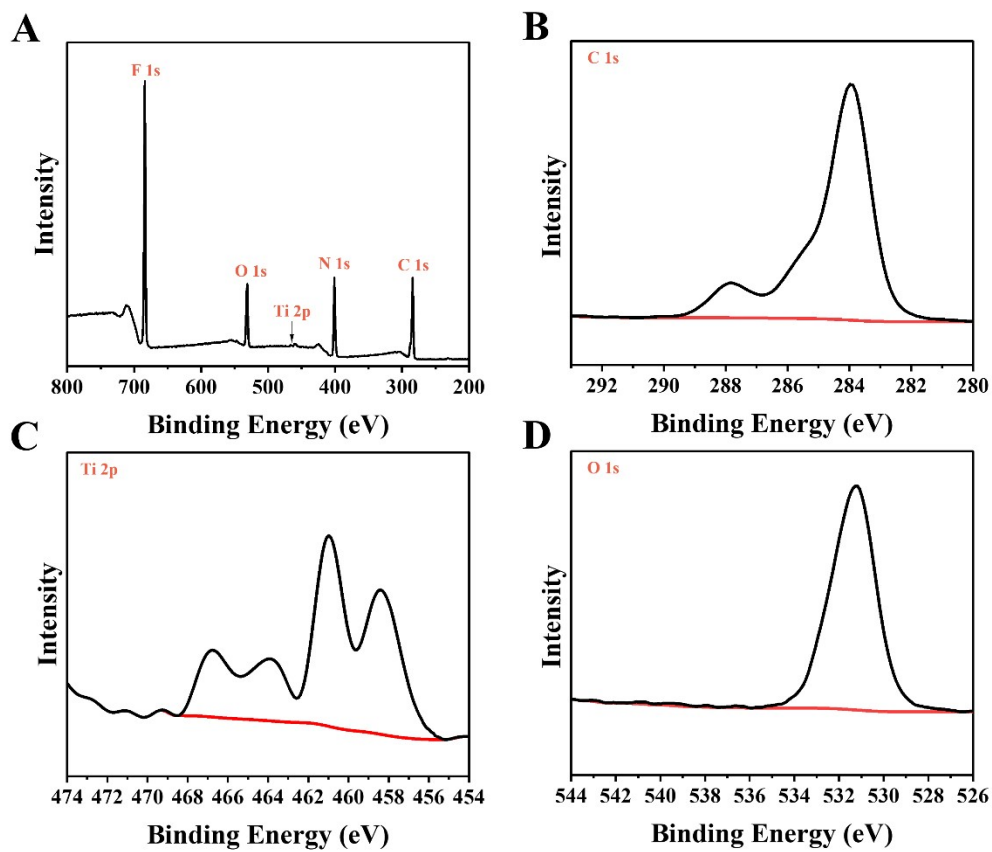 A
F 1s
O 1s
Ti 2p
N 1s
C 1s
Intensity
800 700 600 500 400 300 200
Binding Energy (eV)
B
C 1s
Intensity
292 290 288 286 284 282 280
Binding Energy (eV)
C
Ti 2p
Intensity
474 472 470 468 466 464 462 460 458 456 454
Binding Energy (eV)
D
O 1s
Intensity
544 542 540 538 536 534 532 530 528 526
Binding Energy (eV)